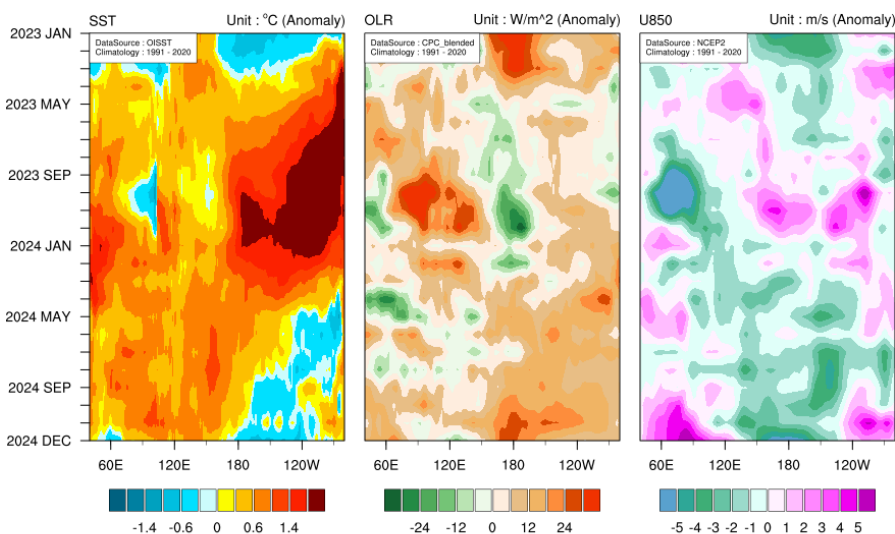 SST Unit : °C (Anomaly)
OLR Unit : W/m^2 (Anomaly)
U850 Unit : m/s (Anomaly)
DataSource : OISST
Climatology : 1991 - 2020
DataSource : CPC_blended
Climatology : 1991 - 2020
DataSource : NCEP2
Climatology : 1991 - 2020
2023 JAN
2023 MAY
2023 SEP
2024 JAN
2024 MAY
2024 SEP
2024 DEC
60E 120E 180 120W
60E 120E 180 120W
60E 120E 180 120W
-1.4 -0.6 0 0.6 1.4
-24 -12 0 12 24
-5 -4 -3 -2 -1 0 1 2 3 4 5